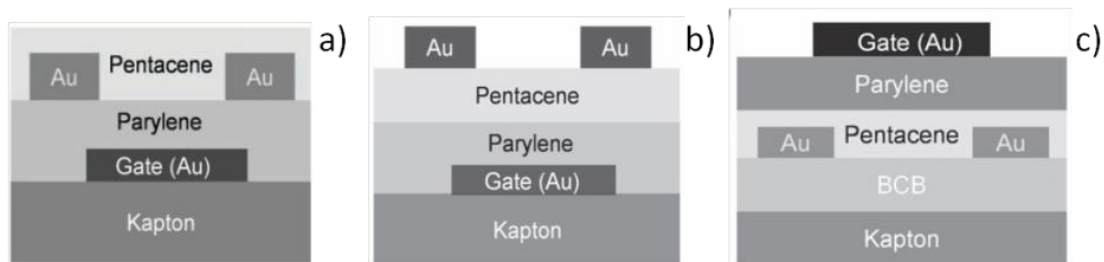 a)
Au Pentacene Au
Parylene
Gate (Au)
Kapton
b)
Au Au
Pentacene
Parylene
Gate (Au)
Kapton
c)
Gate (Au)
Parylene
Au Pentacene Au
BCB
Kapton